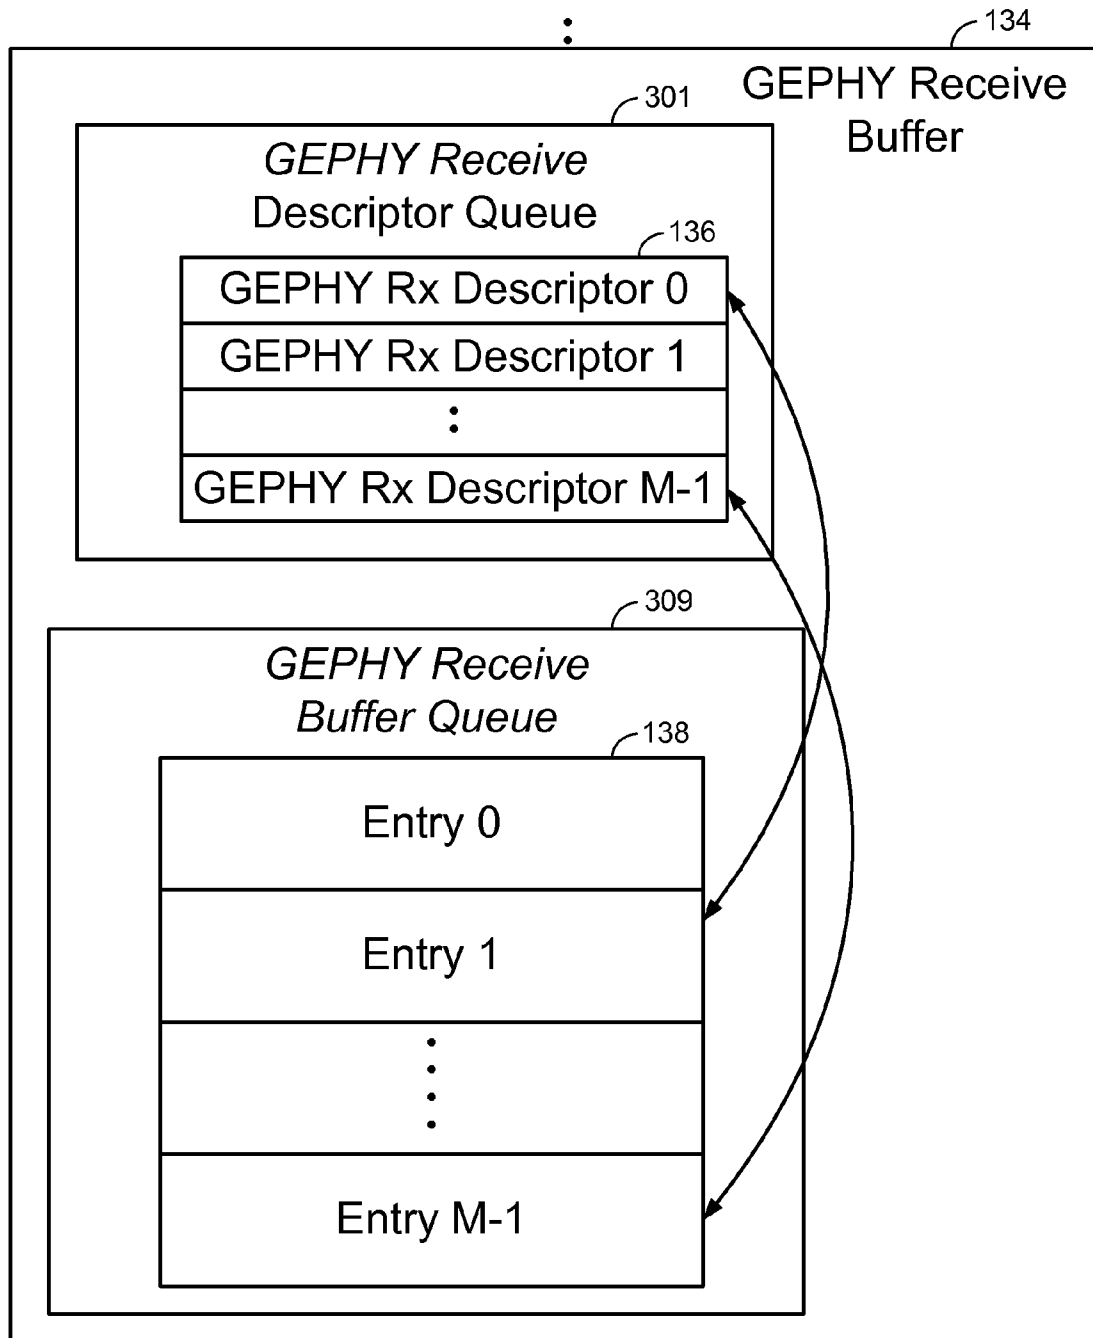 134
GEPHY Receive
Buffer
301
GEPHY Receive
Descriptor Queue
136
GEPHY Rx Descriptor 0
GEPHY Rx Descriptor 1
GEPHY Rx Descriptor M-1
309
GEPHY Receive
Buffer Queue
138
Entry 0
Entry 1
Entry M-1